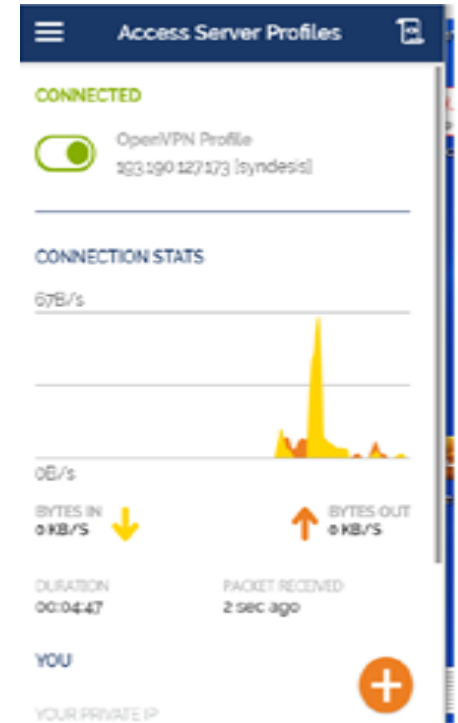 Access Server Profiles
CONNECTED
OpenVPN Profile
193.190.127.173 [syndesis]
CONNECTION STATS
67B/s
0B/s
BYTES IN
0 KB/S
BYTES OUT
0 KB/S
DURATION
00:04:47
PACKET RECEIVED
2 sec ago
YOU
YOUR PRIVATE IP